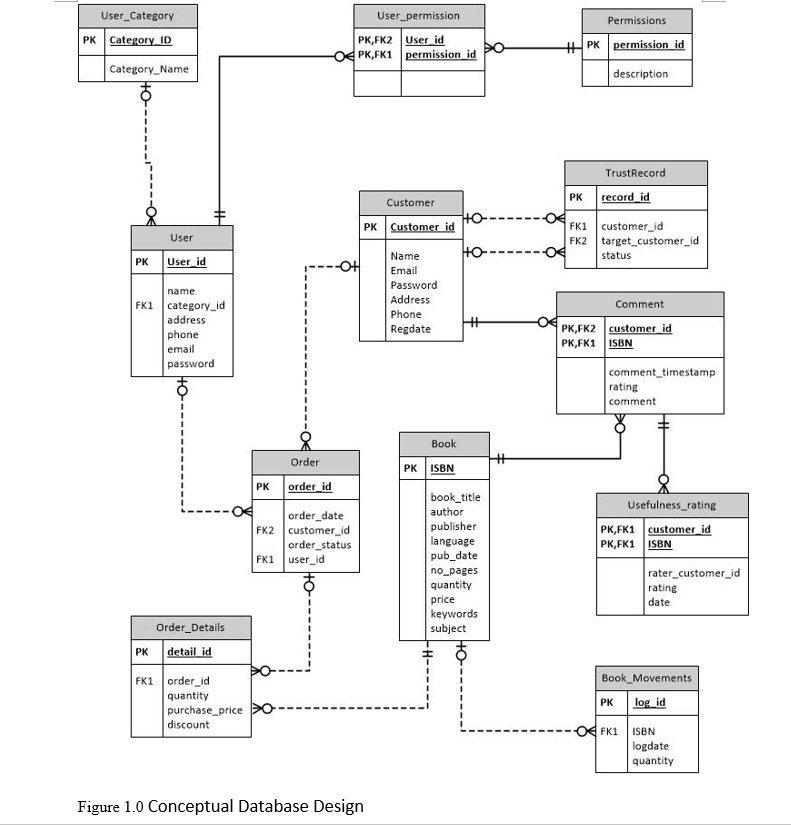 User_Category
PK Category_ID
Category_Name
User_permission
PK,FK2 User_id
PK,FK1 permission_id
Permissions
PK permission_id
description
TrustRecord
PK record_id
FK1 customer_id
FK2 target_customer_id
status
Customer
PK Customer_id
Name
Email
Password
Address
Phone
Regdate
User
PK User_id
name
FK1 category_id
address
phone
email
password
Comment
PK,FK2 customer_id
PK,FK1 ISBN
comment_timestamp
rating
comment
Book
PK ISBN
book_title
author
publisher
language
pub_date
no_pages
quantity
price
keywords
subject
Order
PK order_id
order_date
FK2 customer_id
order_status
FK1 user_id
Usefulness_rating
PK,FK1 customer_id
PK,FK1 ISBN
rater_customer_id
rating
date
Order_Details
PK detail_id
FK1 order_id
quantity
purchase_price
discount
Book_Movements
PK log_id
FK1 ISBN
logdate
quantity
Figure 1.0 Conceptual Database Design